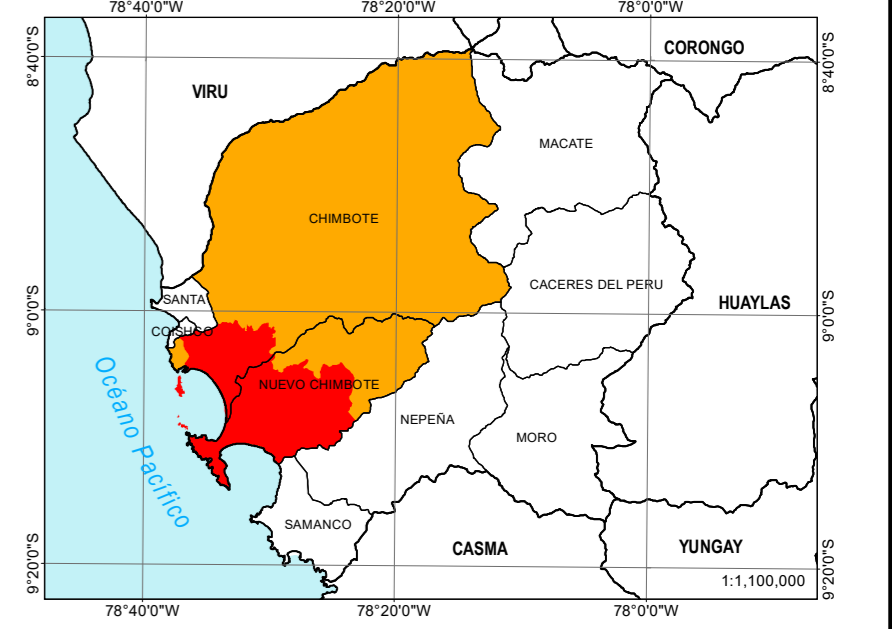 78°40'0"W 78°20'0"W 78°0'0"W
8°40'0"S
8°40'0"S
CORONGO
VIRU
MACATE
CHIMBOTE
CACERES DEL PERU
SANTA
HUAYLAS
9°0'0"S
9°0'0"S
COISHCO
NUEVO CHIMBOTE
Océano Pacífico
NEPEÑA
MORO
SAMANCO
CASMA
YUNGAY
9°20'0"S
9°20'0"S
1:1,100,000
78°40'0"W 78°20'0"W 78°0'0"W